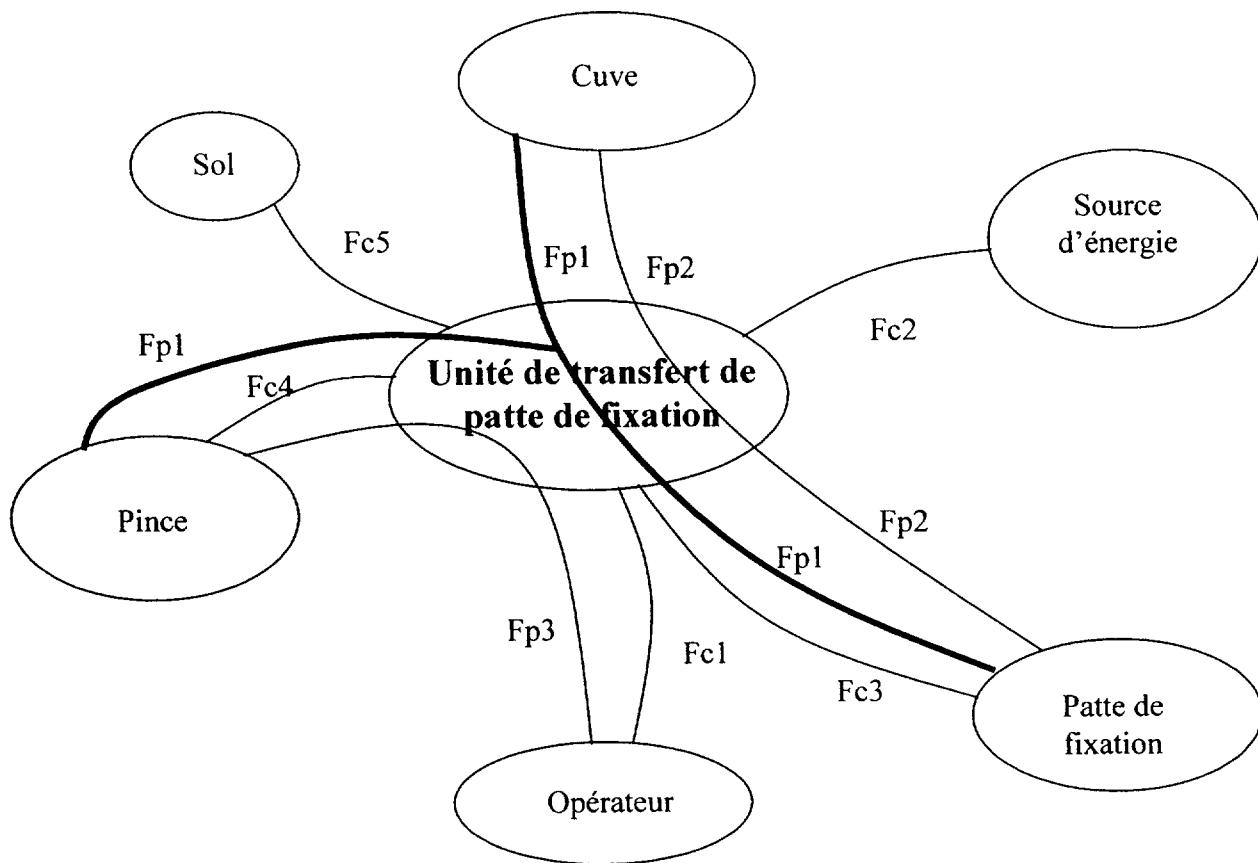 Cuve
Sol
Source
d'énergie
Fc5
Fp1
Fp2
Fp1
Fc2
Fc4
Unité de transfert de
patte de fixation
Pince
Fp2
Fp1
Fp3
Fc1
Fc3
Patte de
fixation
Opérateur